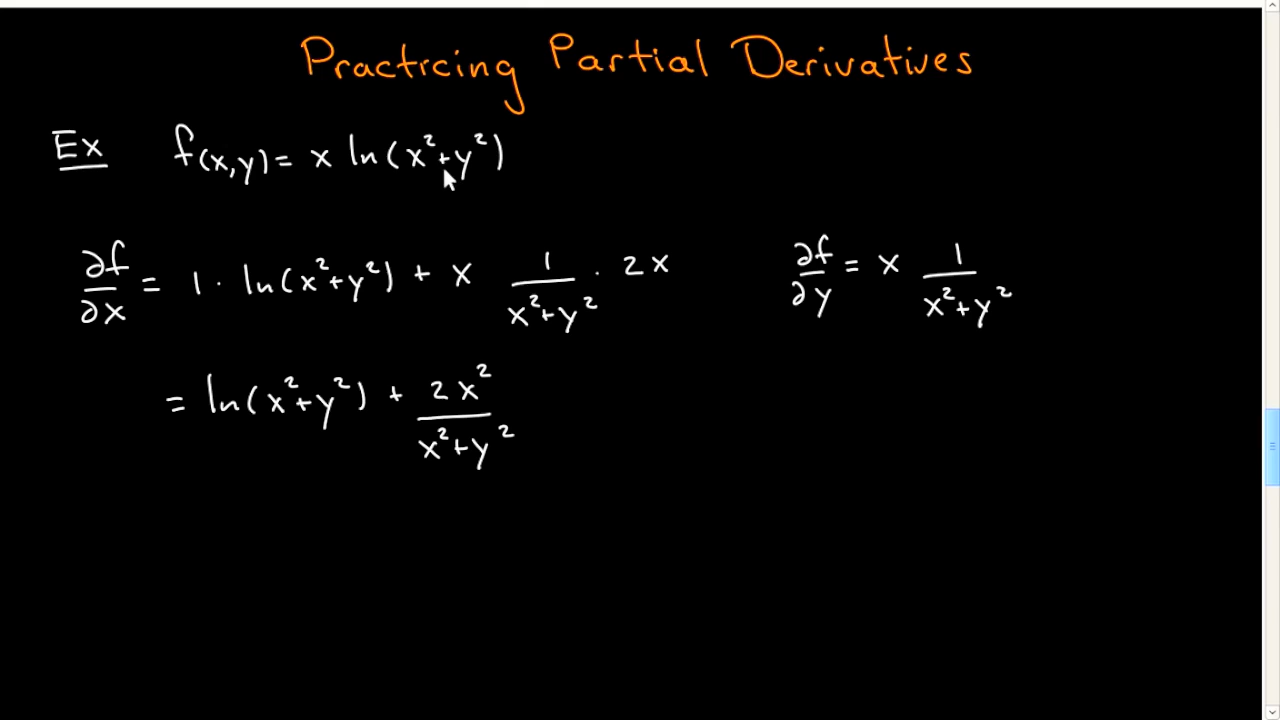 Practicing Partial Derivatives
Ex f(x,y) = x ln(x²+y²)
∂f/∂x = 1 · ln(x²+y²) + x 1/(x²+y²) · 2x
∂f/∂y = x 1/(x²+y²)
= ln(x²+y²) + 2x²/(x²+y²)